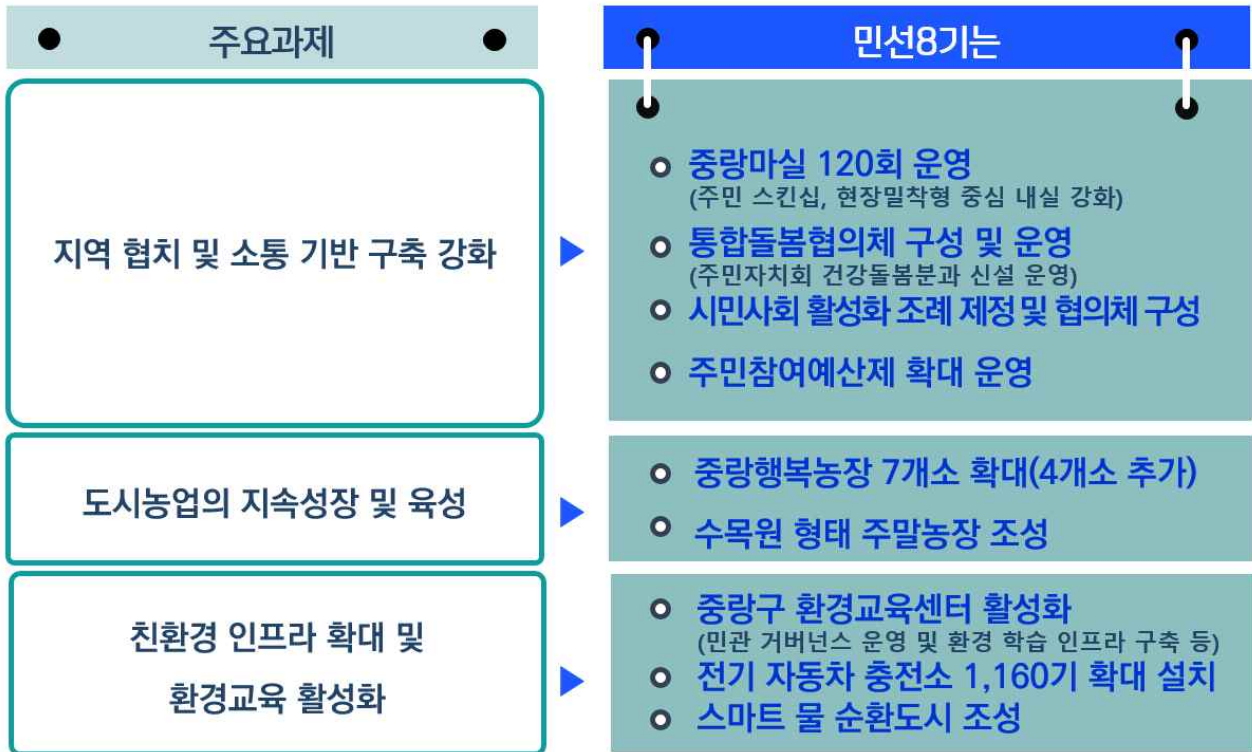 주요과제
민선8기는
지역 협치 및 소통 기반 구축 강화
중랑마실 120회 운영
(주민 스킨십, 현장밀착형 중심 내실 강화)
통합돌봄협의체 구성 및 운영
(주민자치회 건강돌봄분과 신설 운영)
시민사회 활성화 조례 제정 및 협의체 구성
주민참여예산제 확대 운영
도시농업의 지속성장 및 육성
중랑행복농장 7개소 확대(4개소 추가)
수목원 형태 주말농장 조성
친환경 인프라 확대 및
환경교육 활성화
중랑구 환경교육센터 활성화
(민관 거버넌스 운영 및 환경 학습 인프라 구축 등)
전기 자동차 충전소 1,160기 확대 설치
스마트 물 순환도시 조성